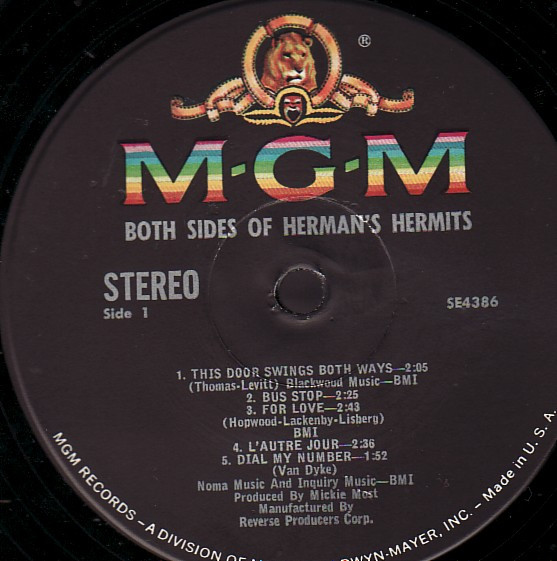 ®
M·G·M
BOTH SIDES OF HERMAN'S HERMITS
STEREO
Side 1
SE4386
1. THIS DOOR SWINGS BOTH WAYS—2:05
(Thomas-Levitt) Blackwood Music—BMI
2. BUS STOP—2:25
3. FOR LOVE—2:43
(Hopwood-Lackenby-Lisberg)
BMI
4. L'AUTRE JOUR—2:36
5. DIAL MY NUMBER—1:52
(Van Dyke)
Noma Music And Inquiry Music—BMI
Produced By Mickie Most
Manufactured By
Reverse Producers Corp.
MGM RECORDS – A DIVISION OF DWYN-MAYER, INC. – Made in U. S. A.